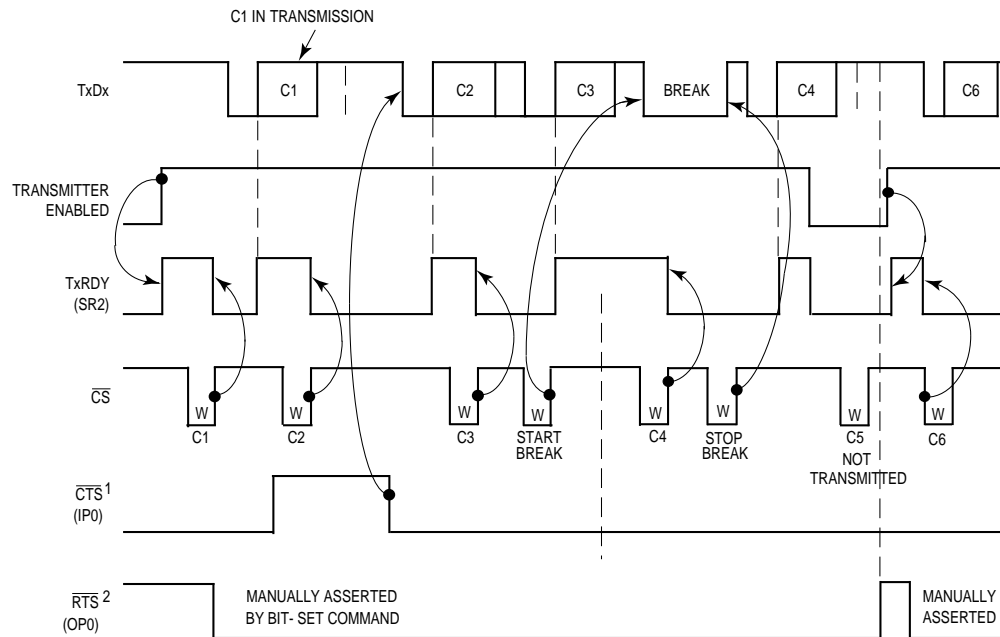 C1 IN TRANSMISSION
TxDx
C1
C2
C3
BREAK
C4
C6
TRANSMITTER
ENABLED
TxRDY
(SR2)
CS
W
W
W
W
W
W
W
W
C1
C2
C3
START
BREAK
C4
STOP
BREAK
C5
NOT
TRANSMITTED
C6
CTS1
(IP0)
RTS 2
(OP0)
MANUALLY ASSERTED
BY BIT- SET COMMAND
MANUALLY
ASSERTED